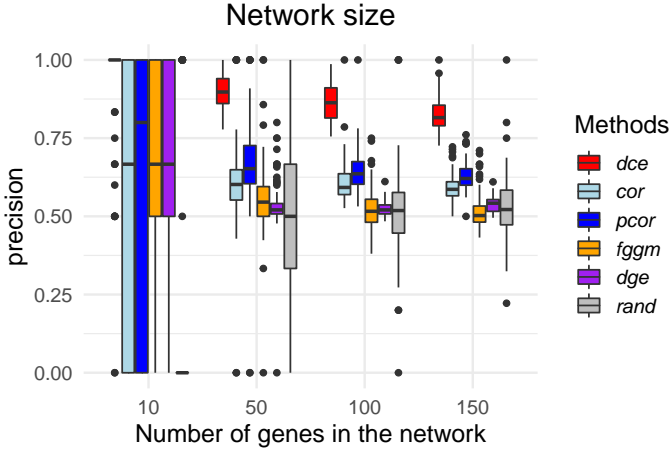 Network size
precision
1.00
0.75
0.50
0.25
0.00
10 50 100 150
Number of genes in the network
Methods
dce
cor
pcor
fggm
dge
rand